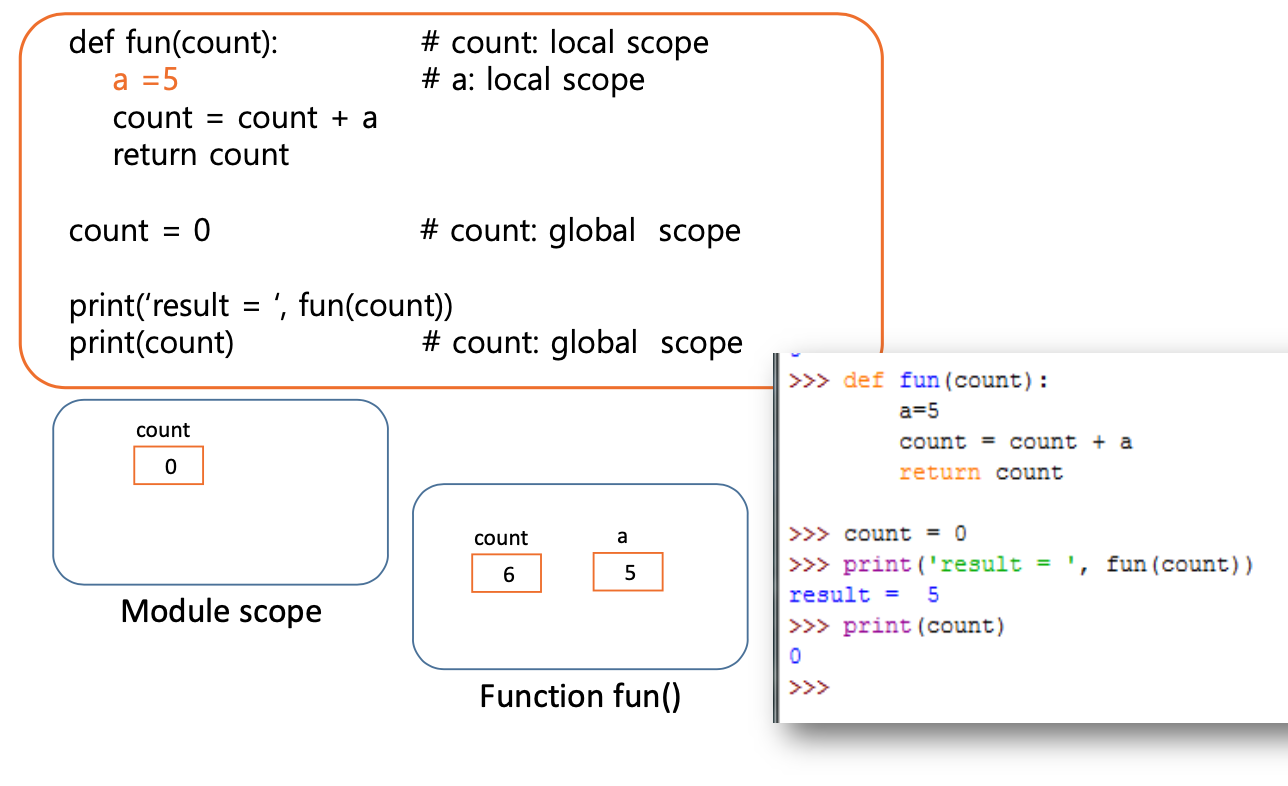 def fun(count): # count: local scope
a =5 # a: local scope
count = count + a
return count
count = 0 # count: global scope
print(‘result = ‘, fun(count))
print(count) # count: global scope
count
0
Module scope
count a
6 5
Function fun()
>>> def fun(count):
a=5
count = count + a
return count
>>> count = 0
>>> print('result = ', fun(count))
result =  5
>>> print(count)
0
>>>